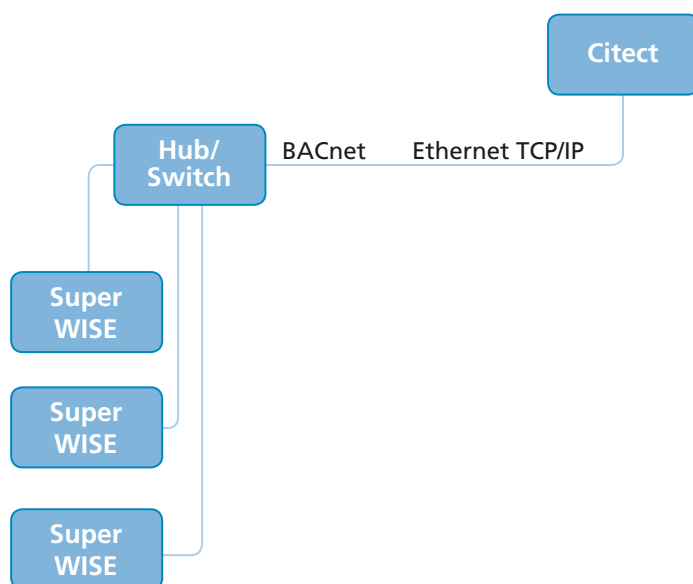 Citect
Hub/
Switch
BACnet Ethernet TCP/IP
Super
WISE
Super
WISE
Super
WISE